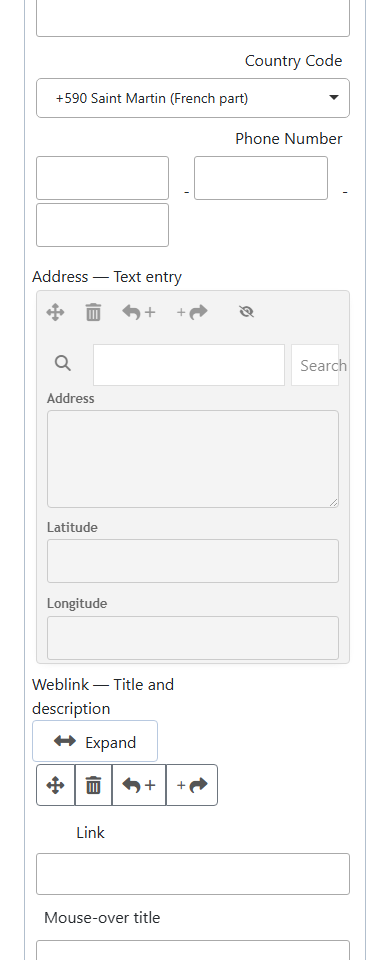 Country Code
+590 Saint Martin (French part)
Phone Number
- -
Address — Text entry
+ +
Search
Address
Latitude
Longitude
Weblink — Title and
description
Expand
+ +
Link
Mouse-over title